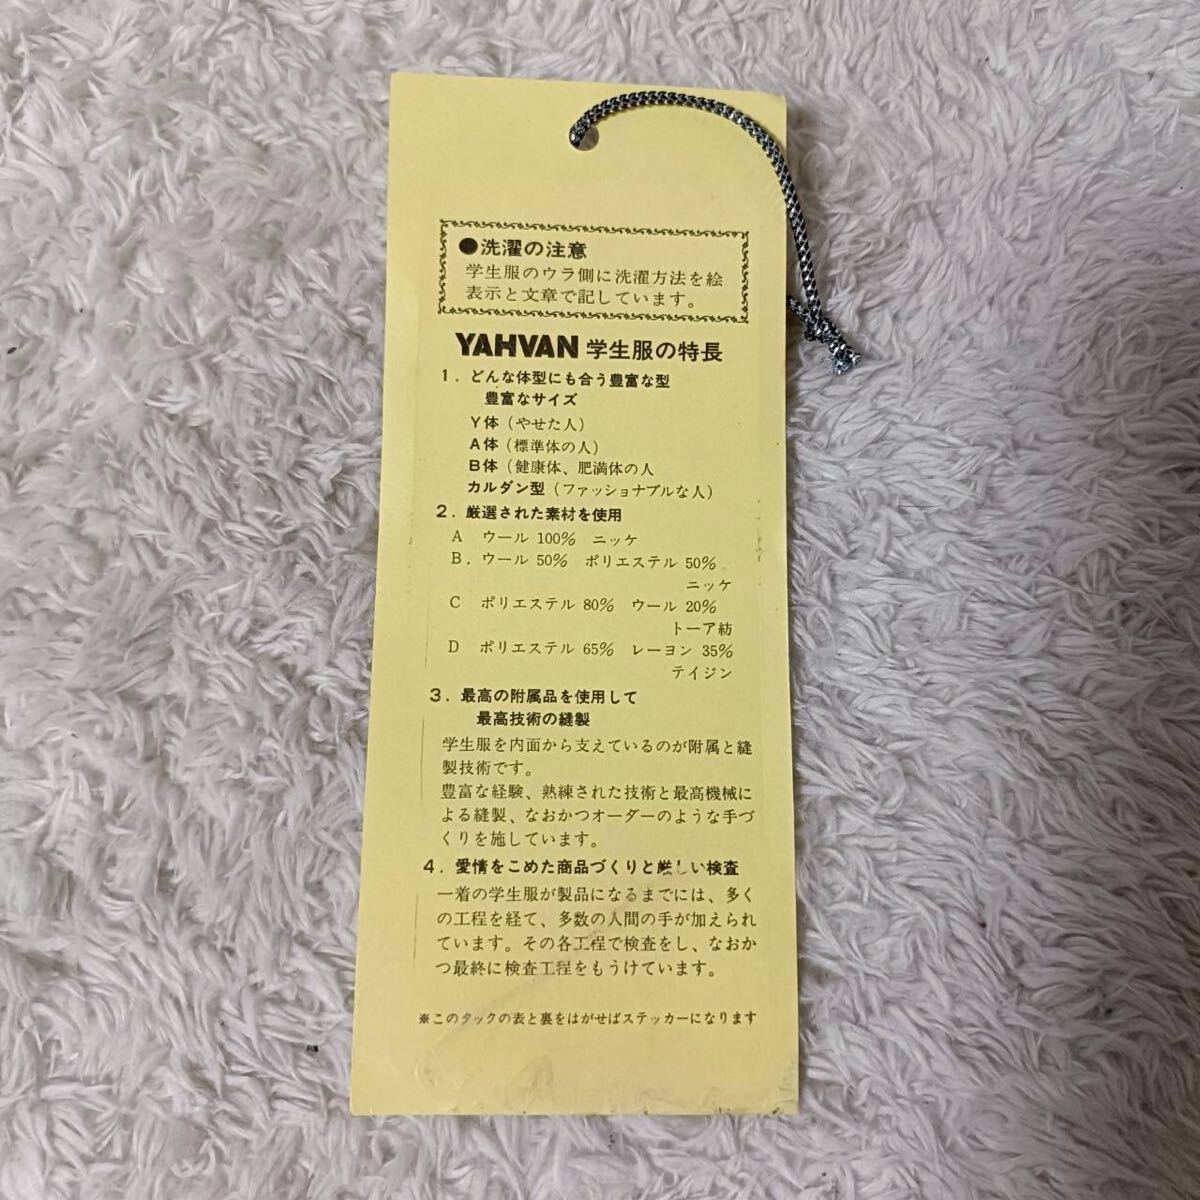 ●洗濯の注意
学生服のウラ側に洗濯方法を絵
表示と文章で記しています。
YAHVAN 学生服の特長
1．どんな体型にも合う豊富な型
豊富なサイズ
Y体（やせた人）
A体（標準体の人）
B体（健康体、肥満体の人
カルダン型（ファッショナブルな人）
2．厳選された素材を使用
A ウール 100% ニッケ
B．ウール 50% ポリエステル 50%
ニッケ
C ポリエステル 80% ウール 20%
トーア紡
D ポリエステル 65% レーヨン 35%
テイジン
3．最高の附属品を使用して
最高技術の縫製
学生服を内面から支えているのが附属と縫
製技術です。
豊富な経験、熟練された技術と最高機械に
よる縫製、なおかつオーダーのような手づ
くりを施しています。
4．愛情をこめた商品づくりと厳しい検査
一着の学生服が製品になるまでには、多く
の工程を経て、多数の人間の手が加えられ
ています。その各工程で検査をし、なおか
つ最終に検査工程をもうけています。
※このタックの表と裏をはがせばステッカーになります